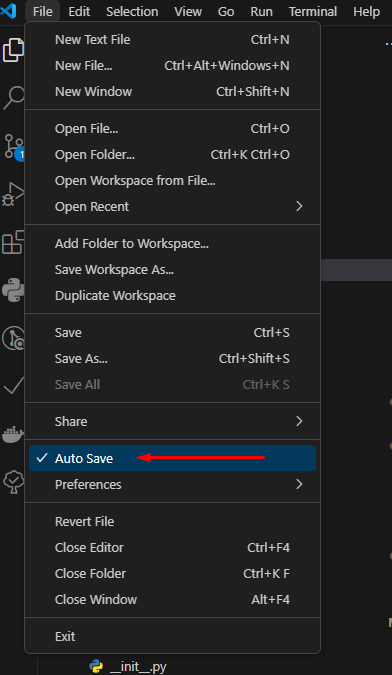 File Edit Selection View Go Run Terminal Help
New Text File Ctrl+N
New File... Ctrl+Alt+Windows+N
New Window Ctrl+Shift+N
Open File... Ctrl+O
Open Folder... Ctrl+K Ctrl+O
Open Workspace from File...
Open Recent
Add Folder to Workspace...
Save Workspace As...
Duplicate Workspace
Save Ctrl+S
Save As... Ctrl+Shift+S
Save All Ctrl+K S
Share
Auto Save
Preferences
Revert File
Close Editor Ctrl+F4
Close Folder Ctrl+K F
Close Window Alt+F4
Exit
__init__.py
1